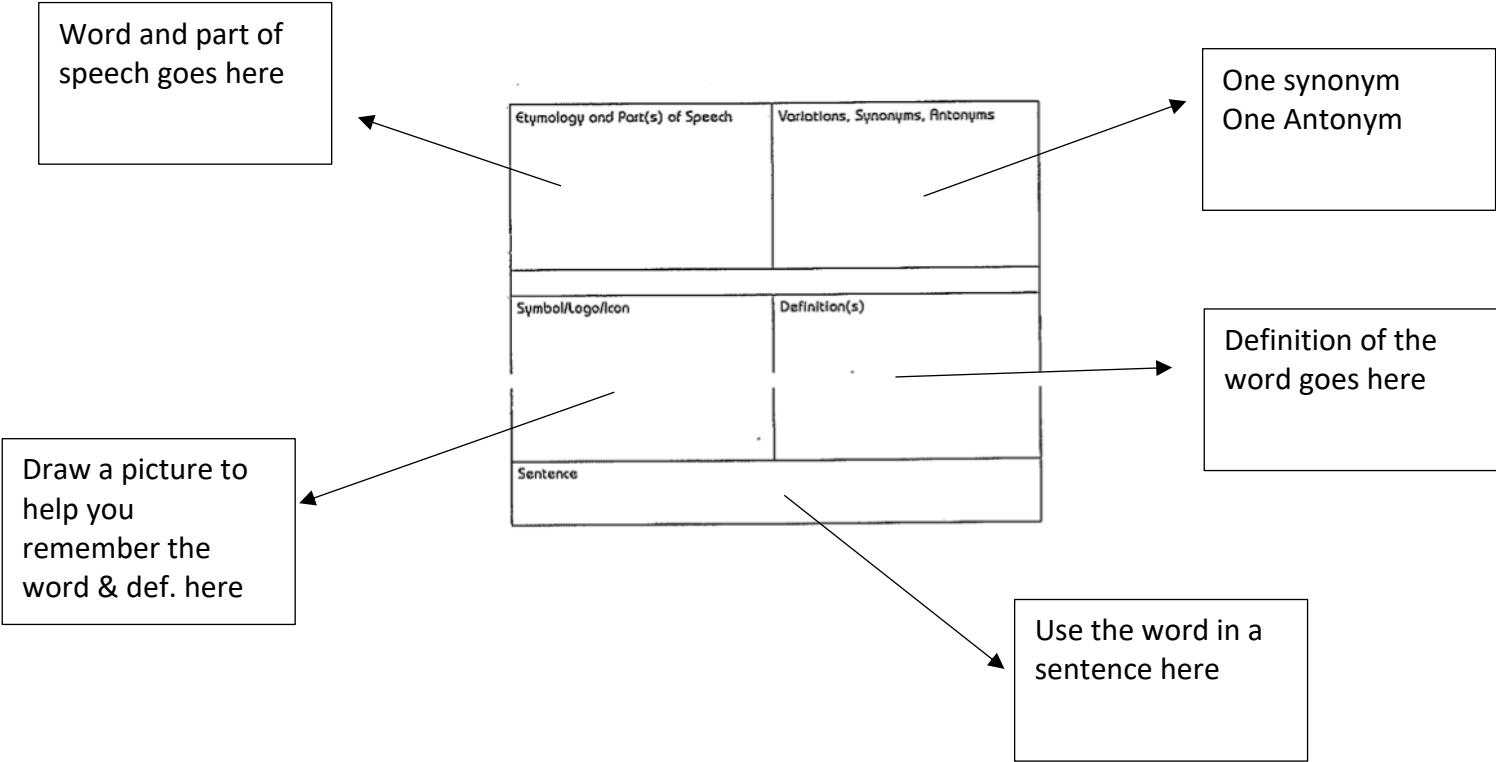 Word and part of
speech goes here
One synonym
One Antonym
Etymology and Part(s) of Speech
Variations, Synonyms, Antonyms
Symbol/Logo/Icon
Definition(s)
Definition of the
word goes here
Draw a picture to
help you
remember the
word & def. here
Sentence
Use the word in a
sentence here